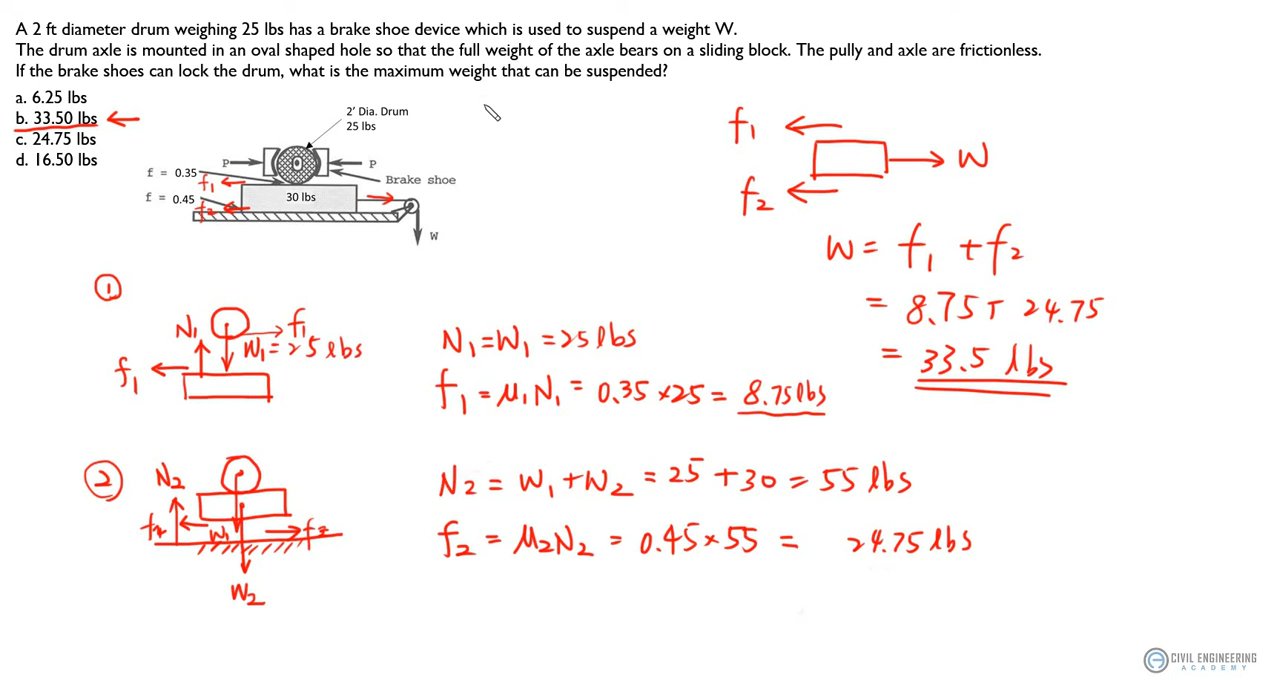 A 2 ft diameter drum weighing 25 lbs has a brake shoe device which is used to suspend a weight W.
The drum axle is mounted in an oval shaped hole so that the full weight of the axle bears on a sliding block. The pully and axle are frictionless.
If the brake shoes can lock the drum, what is the maximum weight that can be suspended?
a. 6.25 lbs
b. 33.50 lbs ←
c. 24.75 lbs
d. 16.50 lbs
2' Dia. Drum
25 lbs
P
P
f = 0.35
Brake shoe
f₁
f = 0.45
f₂
30 lbs
W
f₁
W
f₂
W = f₁ + f₂
= 8.75 + 24.75
= 33.5 lbs
①
N₁
f₁
W₁ = 25 lbs
f₁
N₁ = W₁ = 25 lbs
f₁ = μ₁N₁ = 0.35 × 25 = 8.75 lbs
②
N₂
f₂
W₁
f₂
W₂
N₂ = W₁ + W₂ = 25 + 30 = 55 lbs
f₂ = μ₂N₂ = 0.45 × 55 = 24.75 lbs
CIVIL ENGINEERING
ACADEMY